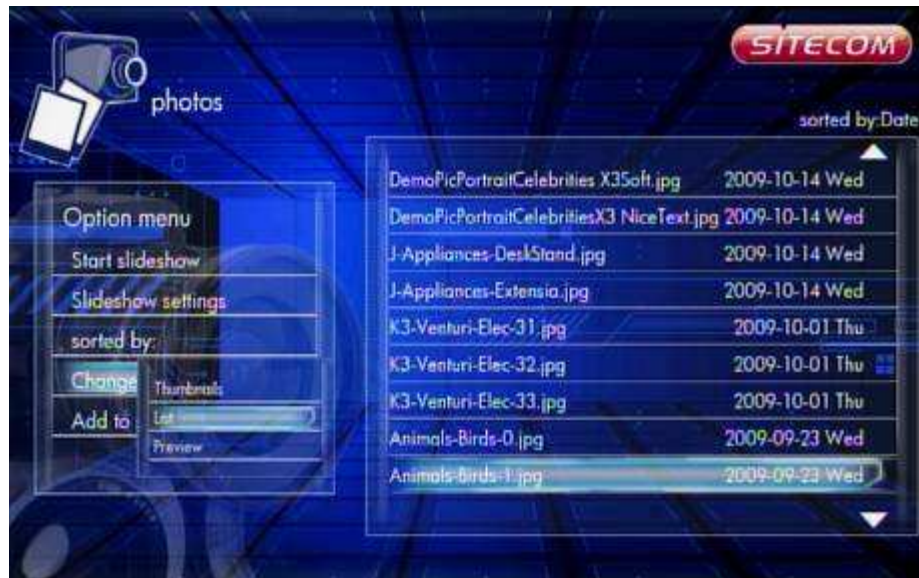 SITECOM
photos
sorted by:Date
Option menu
Start slideshow
Slideshow settings
sorted by:
Change
Add to
Thumbnails
List
Preview
DemoPicPortraitCelebrities X3Soft.jpg 2009-10-14 Wed
DemoPicPortraitCelebritiesX3 NiceText.jpg 2009-10-14 Wed
J-Appliances-DeskStand.jpg 2009-10-14 Wed
J-Appliances-Extensia.jpg 2009-10-14 Wed
K3-Venturi-Elec-31.jpg 2009-10-01 Thu
K3-Venturi-Elec-32.jpg 2009-10-01 Thu
K3-Venturi-Elec-33.jpg 2009-10-01 Thu
Animals-Birds-0.jpg 2009-09-23 Wed
Animals-Birds-1.jpg 2009-09-23 Wed